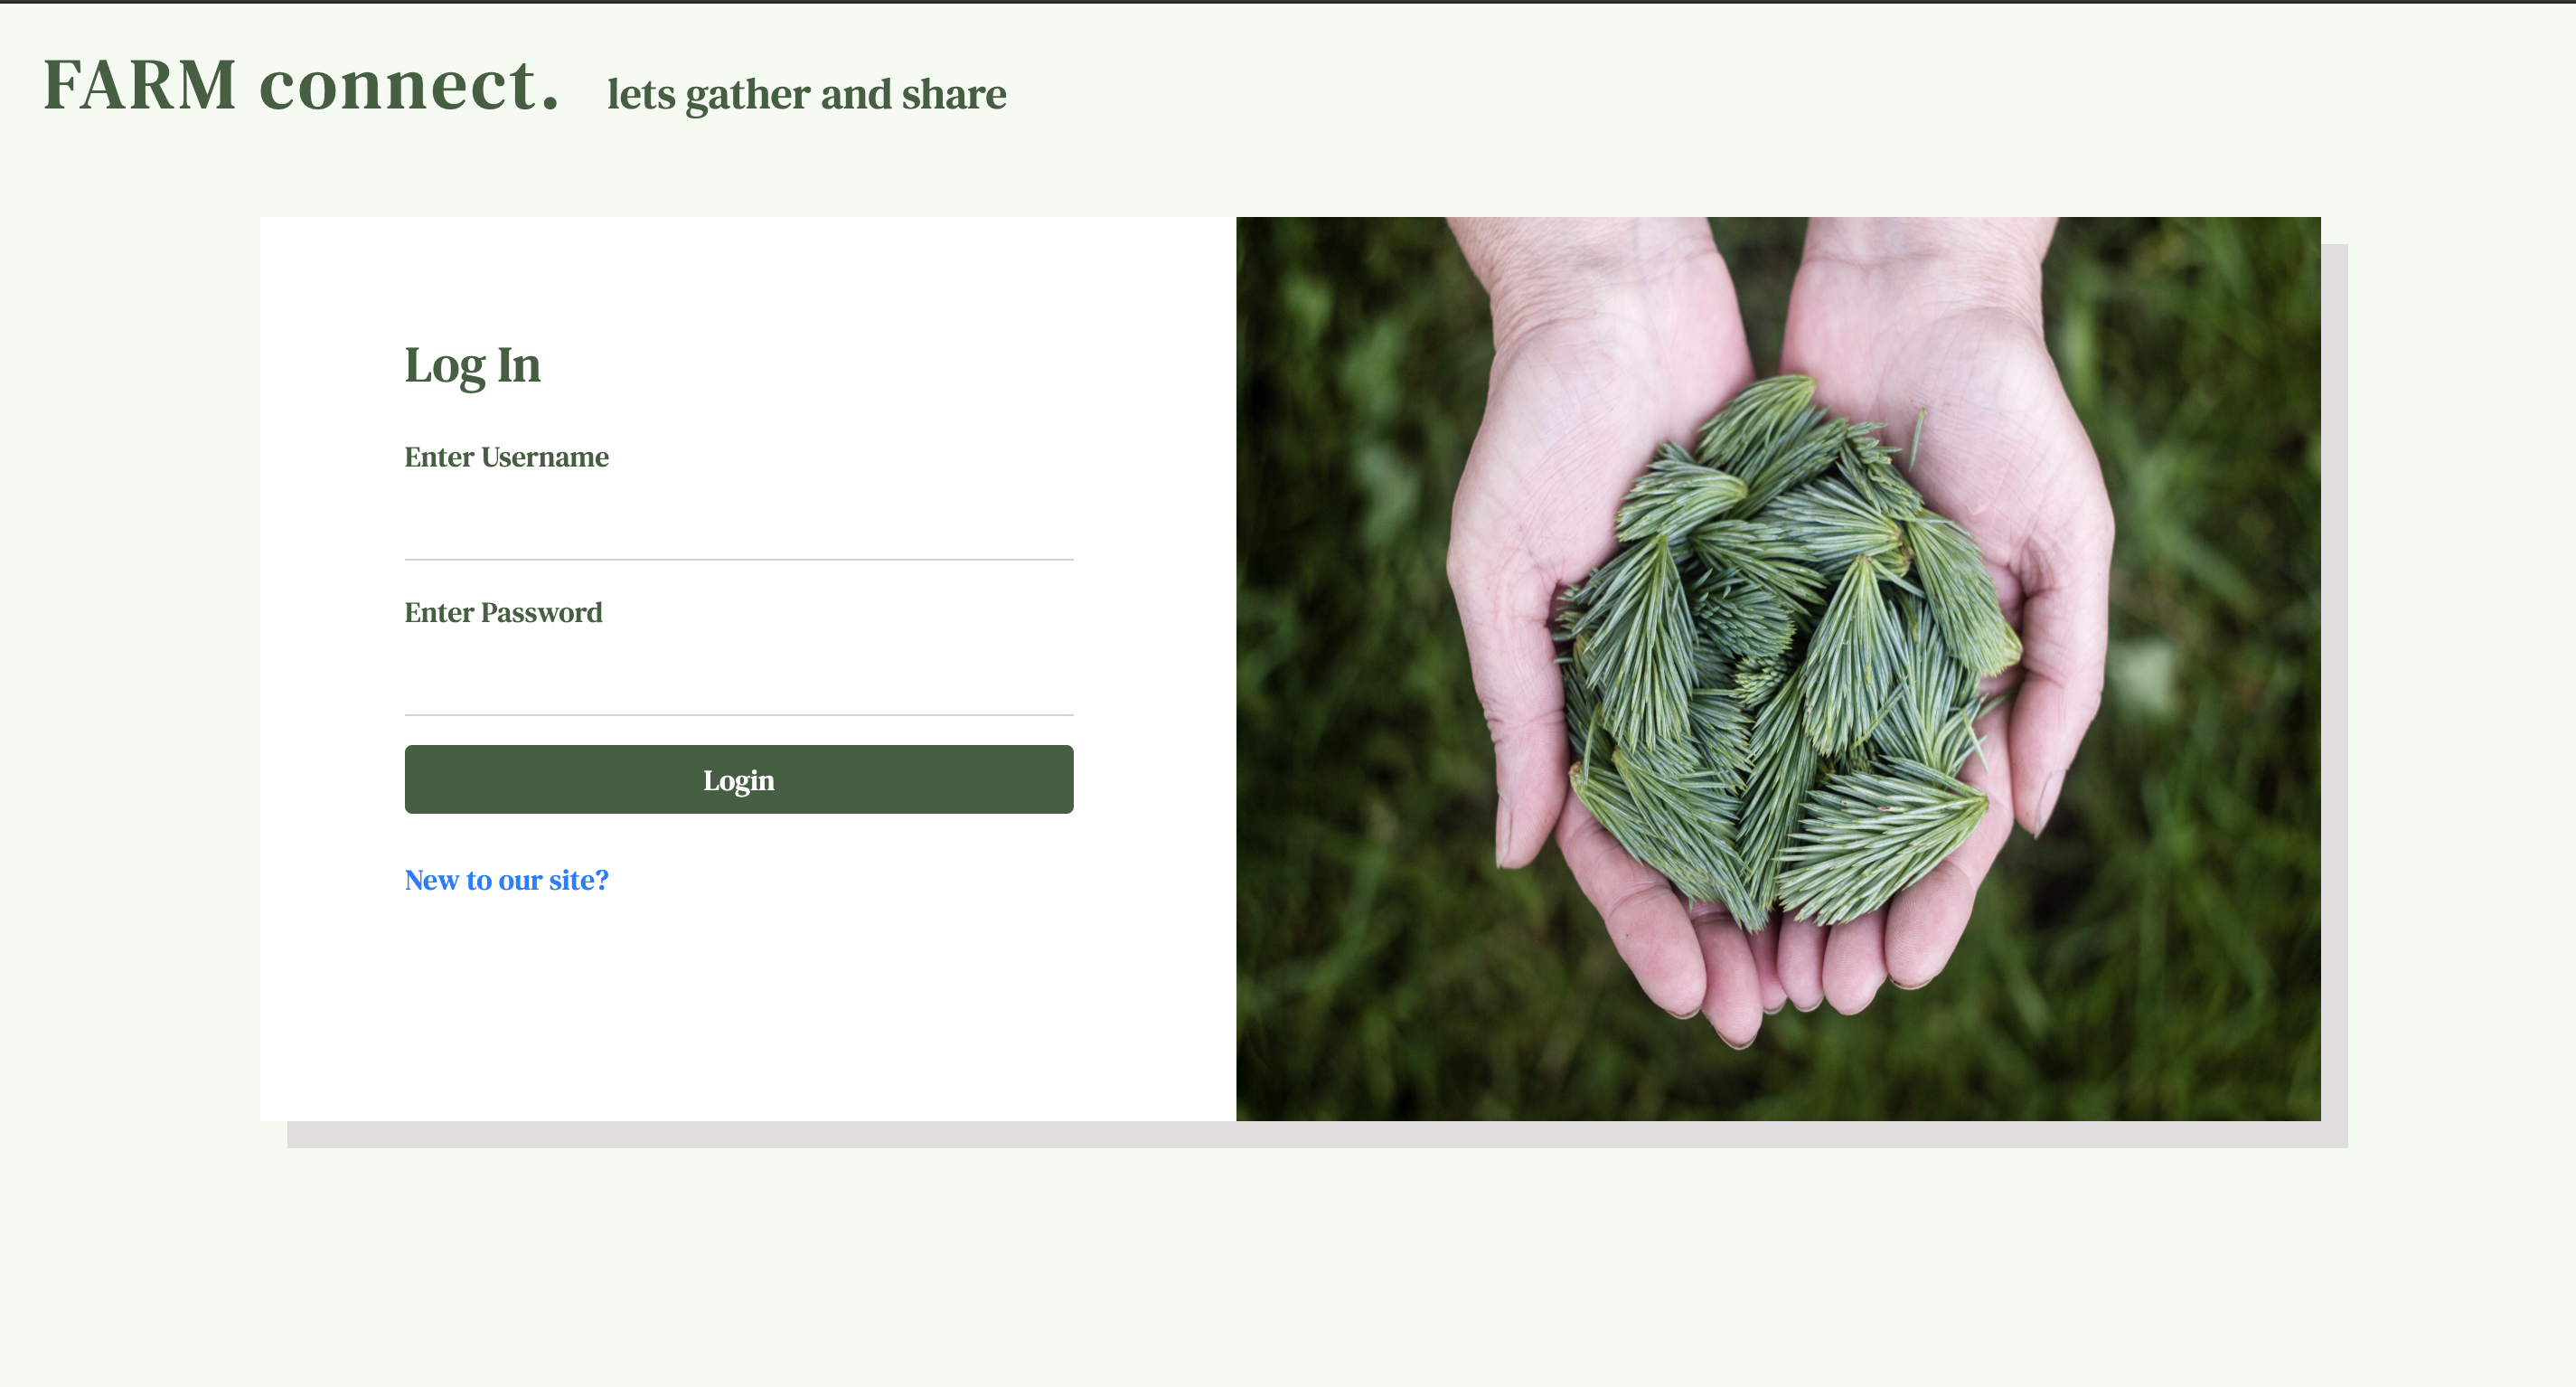 FARM connect. lets gather and share
Log In
Enter Username
Enter Password
Login
New to our site?